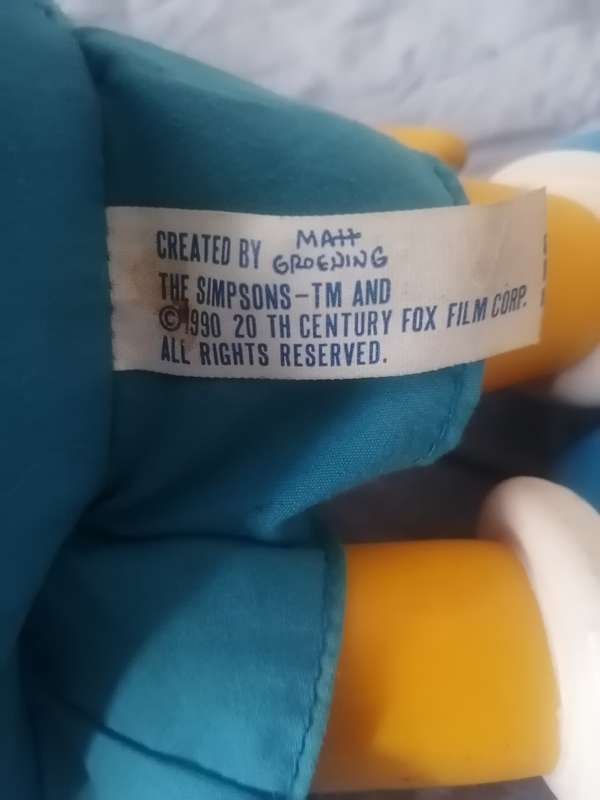 CREATED BY MATT GROENING
THE SIMPSONS-TM AND
© 1990 20 TH CENTURY FOX FILM CORP.
ALL RIGHTS RESERVED.